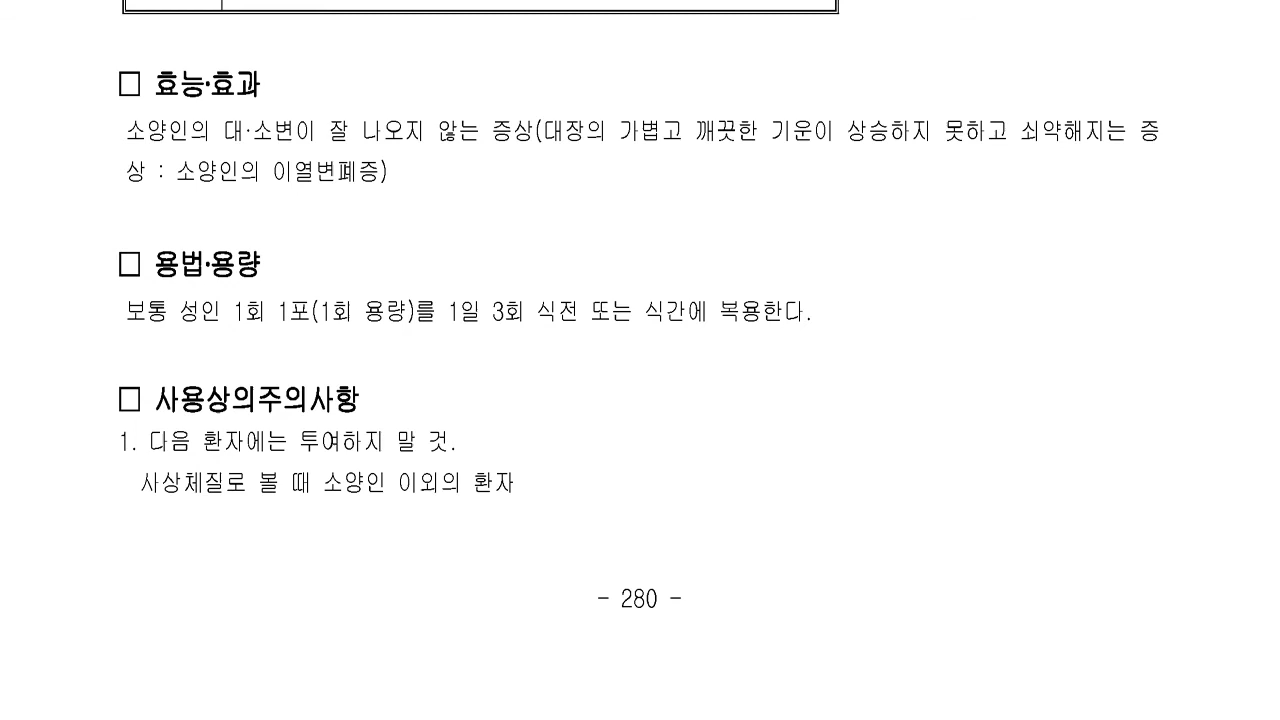 □ 효능·효과
소양인의 대·소변이 잘 나오지 않는 증상(대장의 가볍고 깨끗한 기운이 상승하지 못하고 쇠약해지는 증
상 : 소양인의 이열변폐증)
□ 용법·용량
보통 성인 1회 1포(1회 용량)를 1일 3회 식전 또는 식간에 복용한다.
□ 사용상의주의사항
1. 다음 환자에는 투여하지 말 것.
사상체질로 볼 때 소양인 이외의 환자
- 280 -